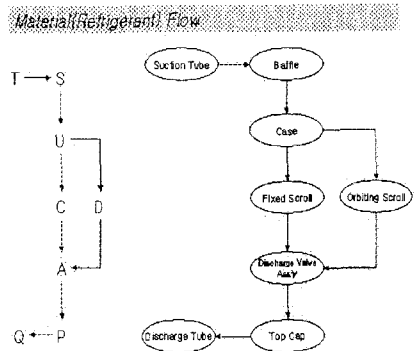 Material(Refrigerant) Flow
Suction Tube
Baffle
T
S
U
Case
C
D
Fixed Scroll
Orbiting Scroll
A
Discharge Valve
Assy
Q
P
Discharge Tube
Top Cap